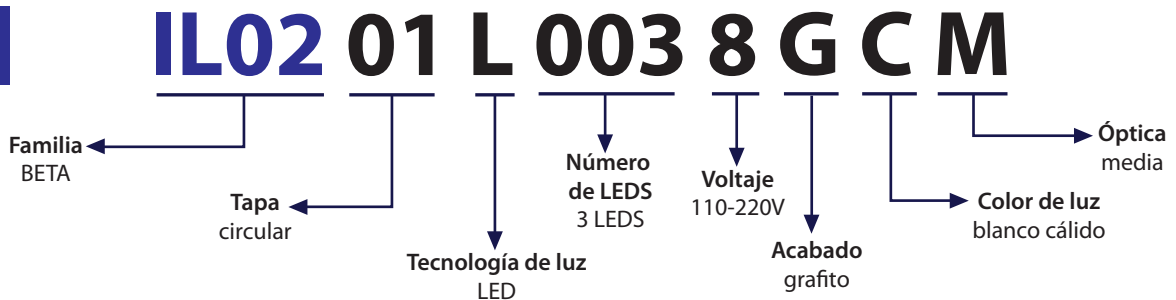 IL02 01 L 003 8 G C M
Familia
BETA
Tapa
circular
Tecnología de luz
LED
Número
de LEDS
3 LEDS
Voltaje
110-220V
Acabado
grafito
Color de luz
blanco cálido
Óptica
media